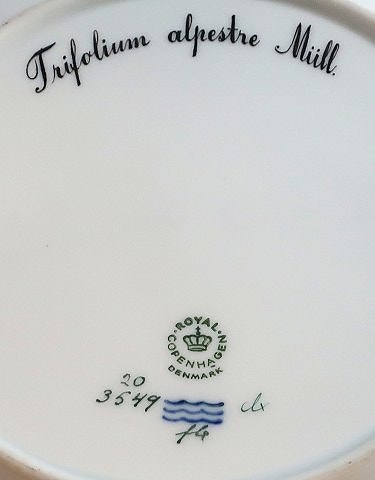 Trifolium alpestre Müll.
ROYAL
COPENHAGEN
DENMARK
20
3549